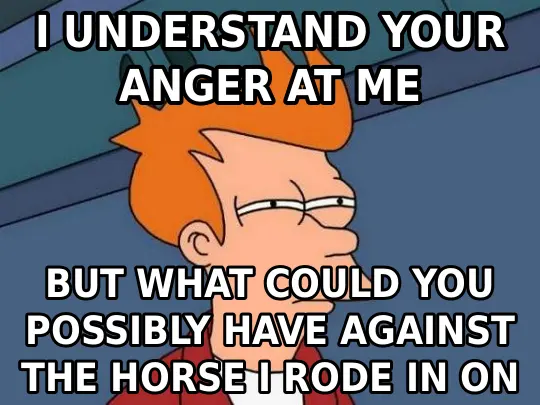 I UNDERSTAND YOUR
ANGER AT ME
BUT WHAT COULD YOU
POSSIBLY HAVE AGAINST
THE HORSE I RODE IN ON